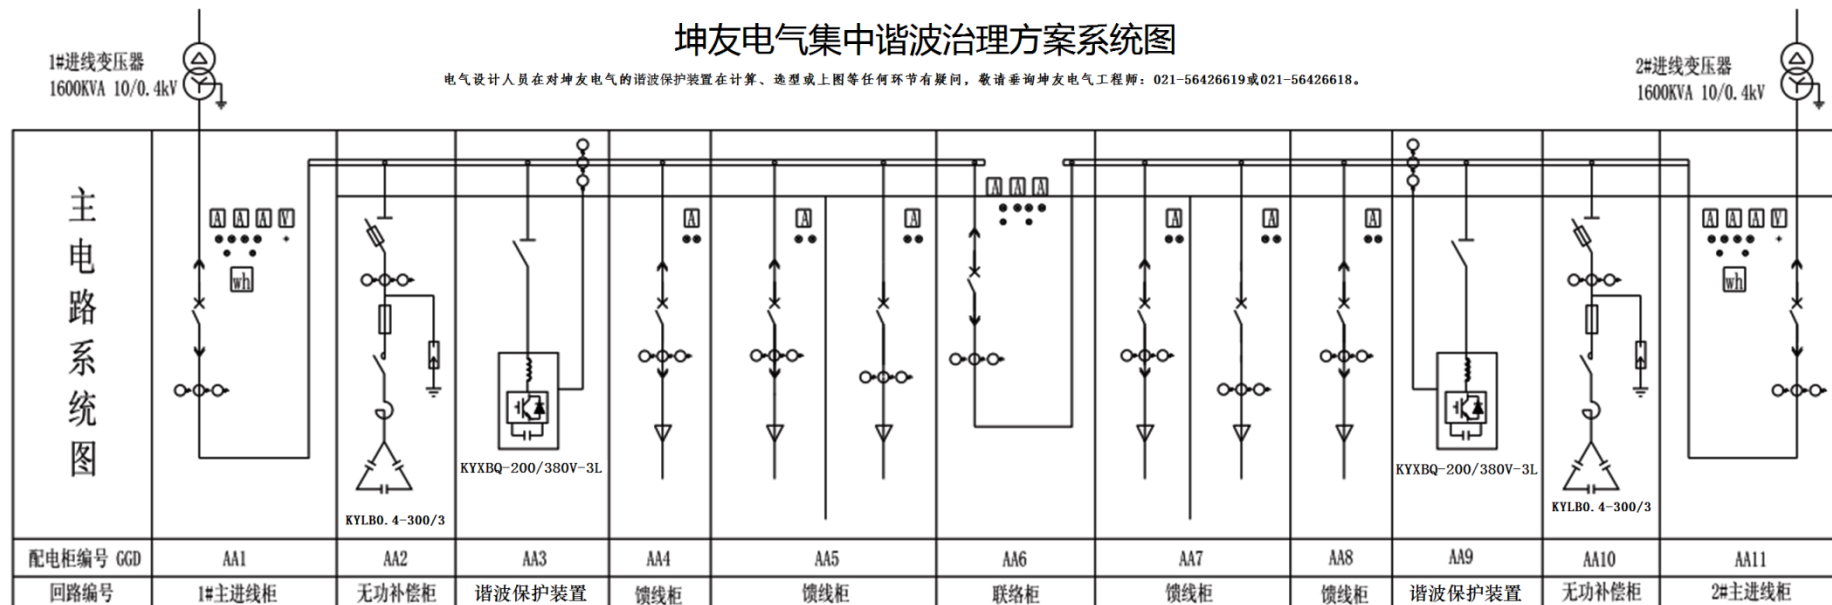 坤友电气集中谐波治理方案系统图
电气设计人员在对坤友电气的谐波保护装置在计算、选型或上图等任何环节有疑问，敬请垂询坤友电气工程师：021-56426619或021-56426618。
1#进线变压器
1600KVA 10/0.4kV
2#进线变压器
1600KVA 10/0.4kV
主电路系统图
A A A V
wh
A
A
A
A A A
A
A
A
A A A V
wh
KYXBQ-200/380V-3L
KYLB0.4-300/3
KYXBQ-200/380V-3L
KYLB0.4-300/3
配电柜编号 GGD AA1 AA2 AA3 AA4 AA5 AA6 AA7 AA8 AA9 AA10 AA11
回路编号 1#主进线柜 无功补偿柜 谐波保护装置 馈线柜 馈线柜 联络柜 馈线柜 馈线柜 谐波保护装置 无功补偿柜 2#主进线柜